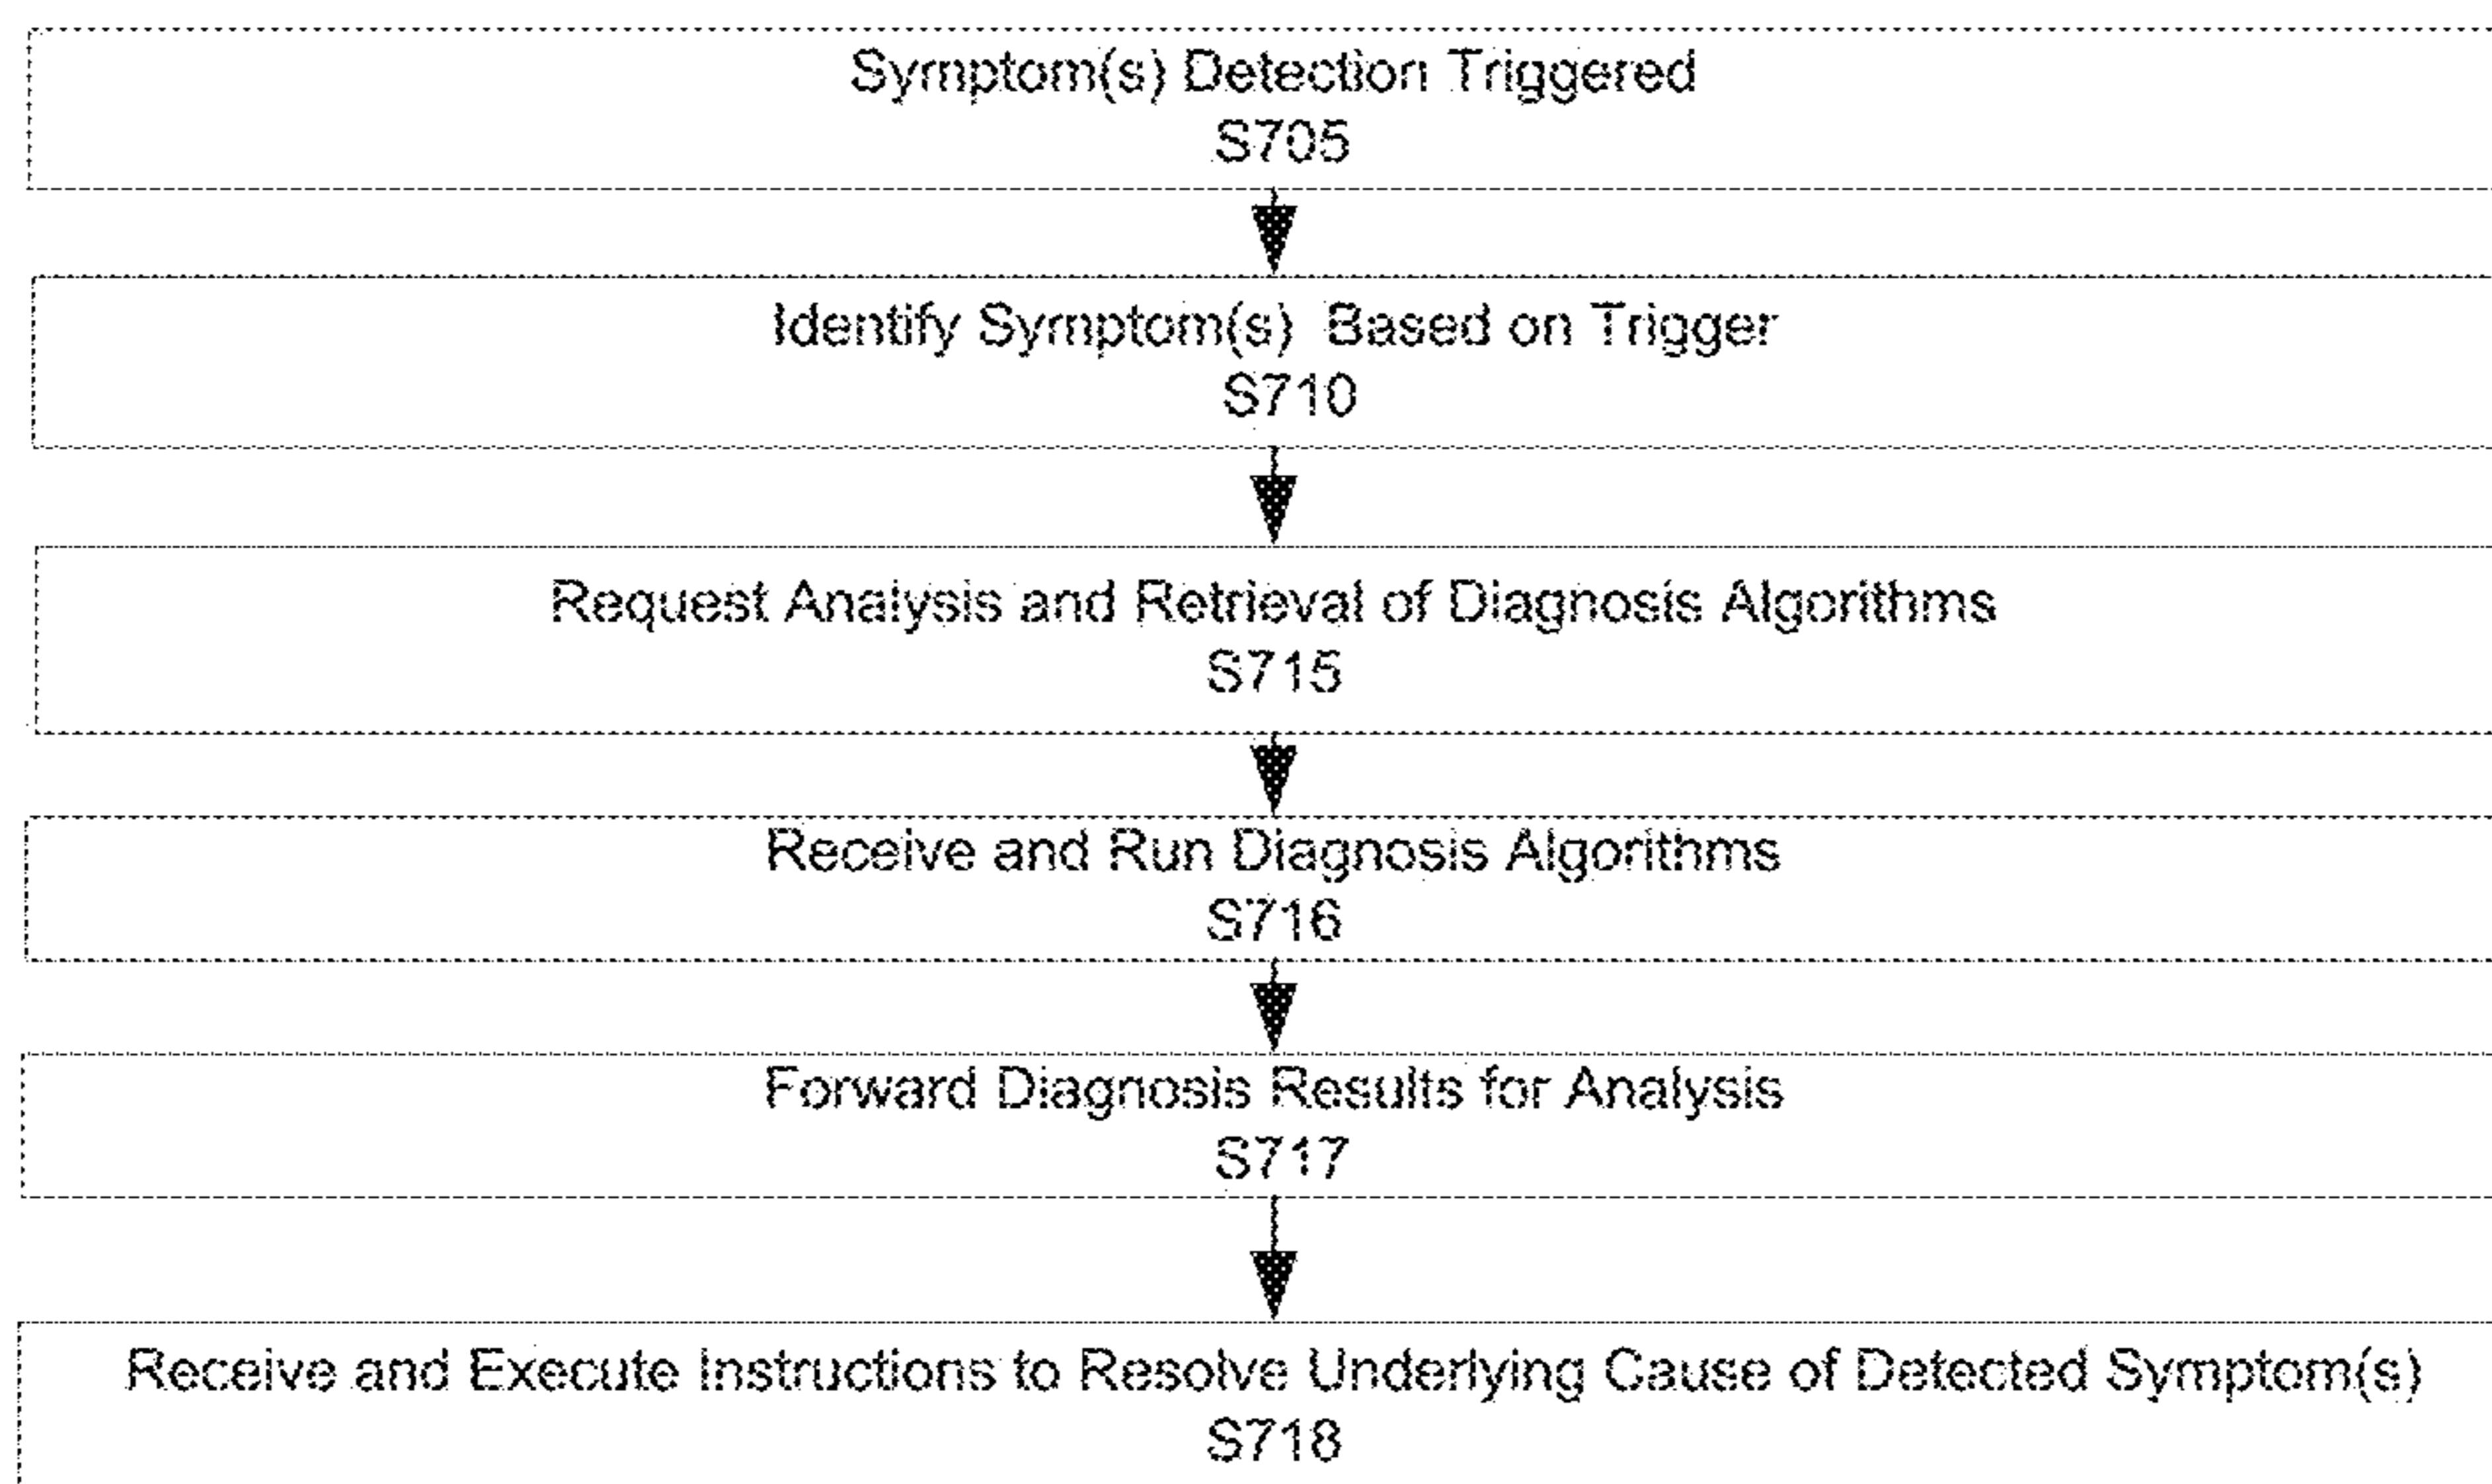 Symptom(s) Detection Triggered
S705
Identify Symptom(s) Based on Trigger
S710
Request Analysis and Retrieval of Diagnosis Algorithms
S715
Receive and Run Diagnosis Algorithms
S716
Forward Diagnosis Results for Analysis
S717
Receive and Execute Instructions to Resolve Underlying Cause of Detected Symptom(s)
S718